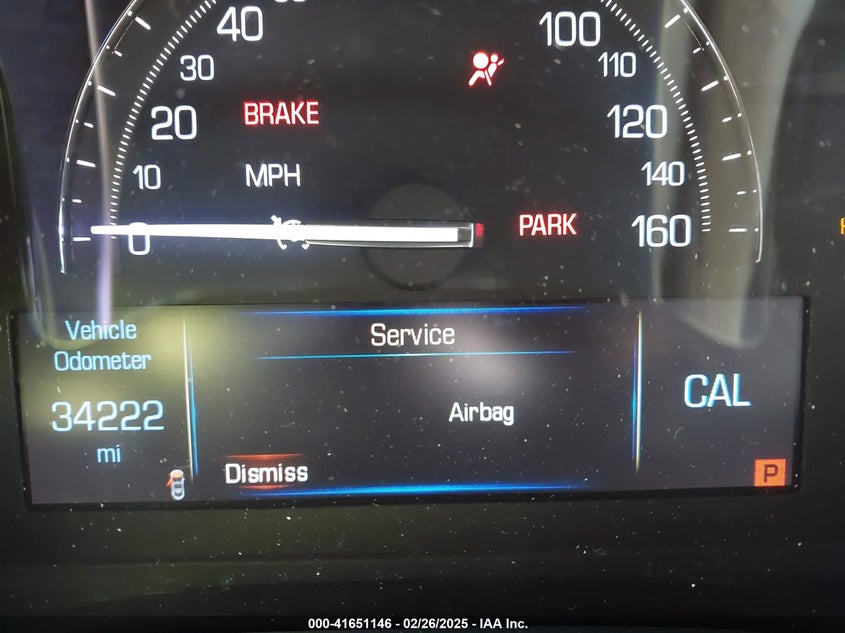 40
100
30
110
BRAKE
20
120
10
MPH
140
0
PARK
160
Vehicle
Odometer
Service
34222
CAL
Airbag
mi
Dismiss
P
000-41651146 - 02/26/2025 - IAA Inc.